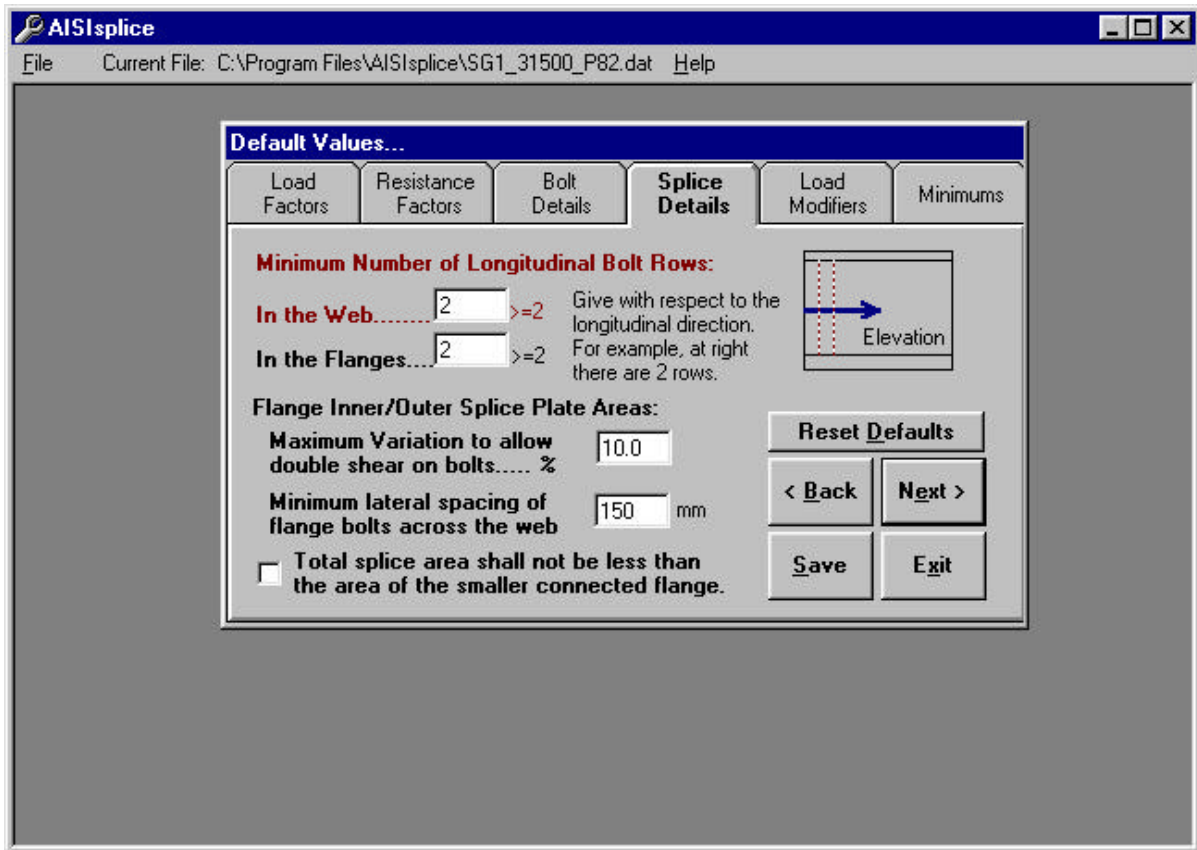 AISIsplice
File Current File: C:\Program Files\AISIsplice\SG1_31500_P82.dat Help
Default Values...
Load Factors
Resistance Factors
Bolt Details
Splice Details
Load Modifiers
Minimums
Minimum Number of Longitudinal Bolt Rows:
In the Web........ 2 >=2
In the Flanges.... 2 >=2
Give with respect to the
longitudinal direction.
For example, at right
there are 2 rows.
Elevation
Flange Inner/Outer Splice Plate Areas:
Maximum Variation to allow
double shear on bolts..... % 10.0
Minimum lateral spacing of
flange bolts across the web 150 mm
Total splice area shall not be less than
the area of the smaller connected flange.
Reset Defaults
< Back Next >
Save Exit